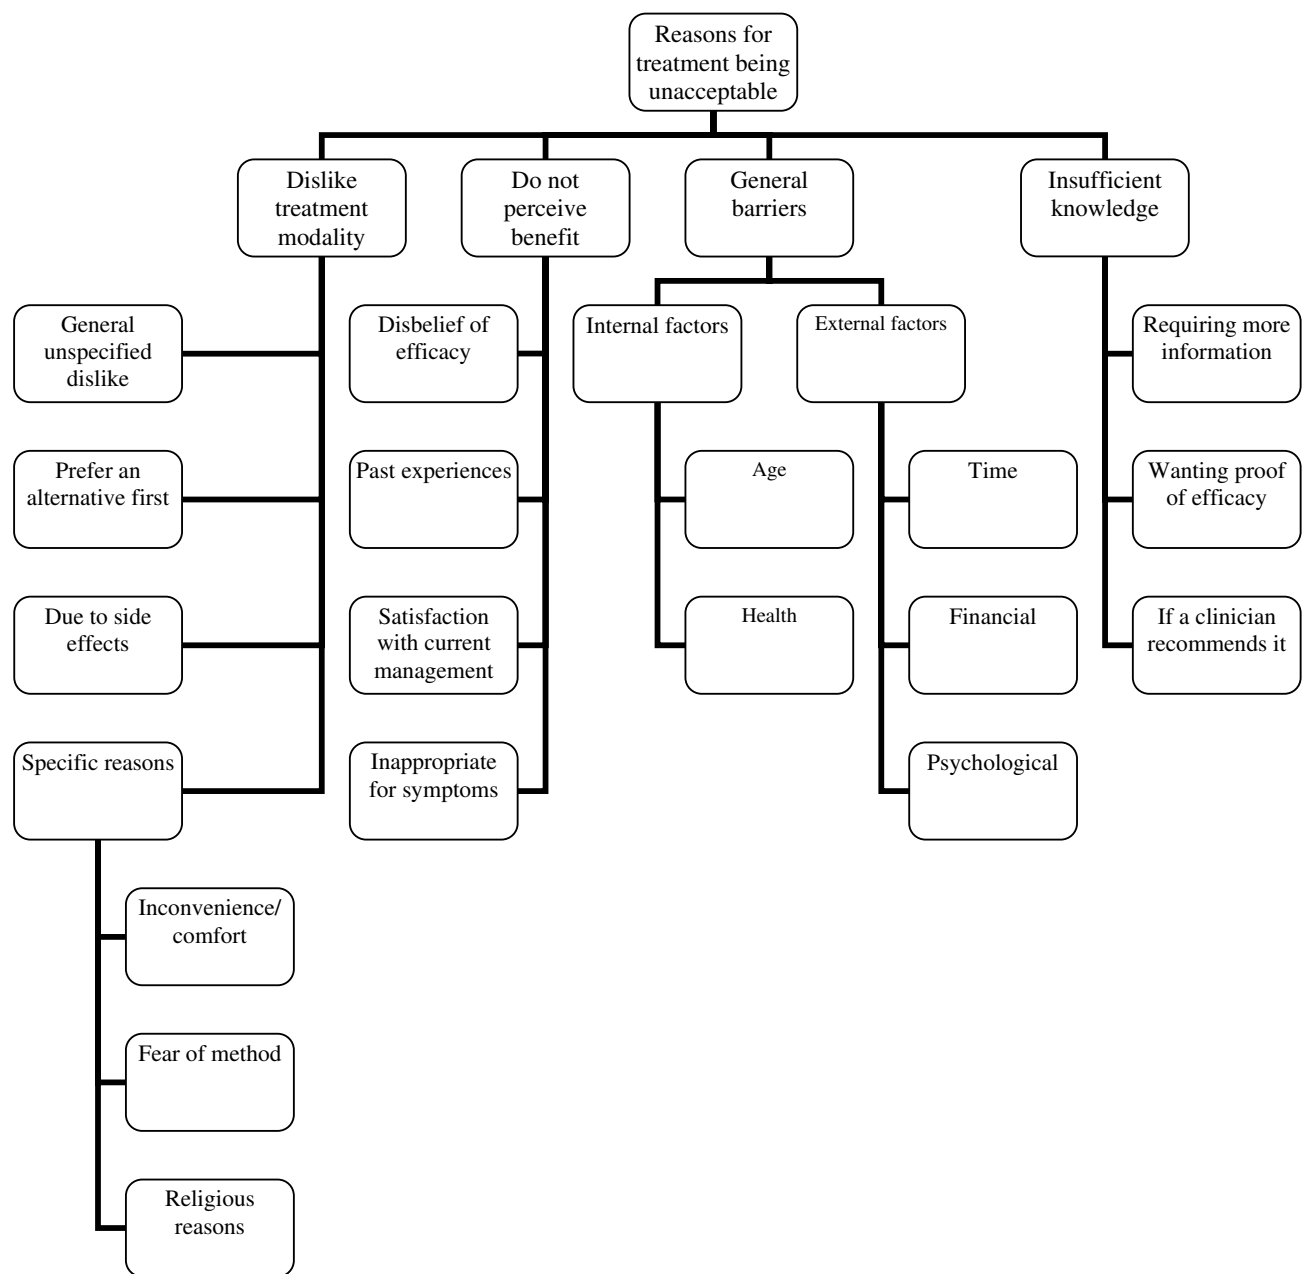 Reasons for
treatment being
unacceptable
Dislike
treatment
modality
Do not
perceive
benefit
General
barriers
Insufficient
knowledge
General
unspecified
dislike
Disbelief of
efficacy
Internal factors
External factors
Requiring more
information
Prefer an
alternative first
Past experiences
Age
Time
Wanting proof
of efficacy
Due to side
effects
Satisfaction
with current
management
Health
Financial
If a clinician
recommends it
Specific reasons
Inappropriate
for symptoms
Psychological
Inconvenience/
comfort
Fear of method
Religious
reasons